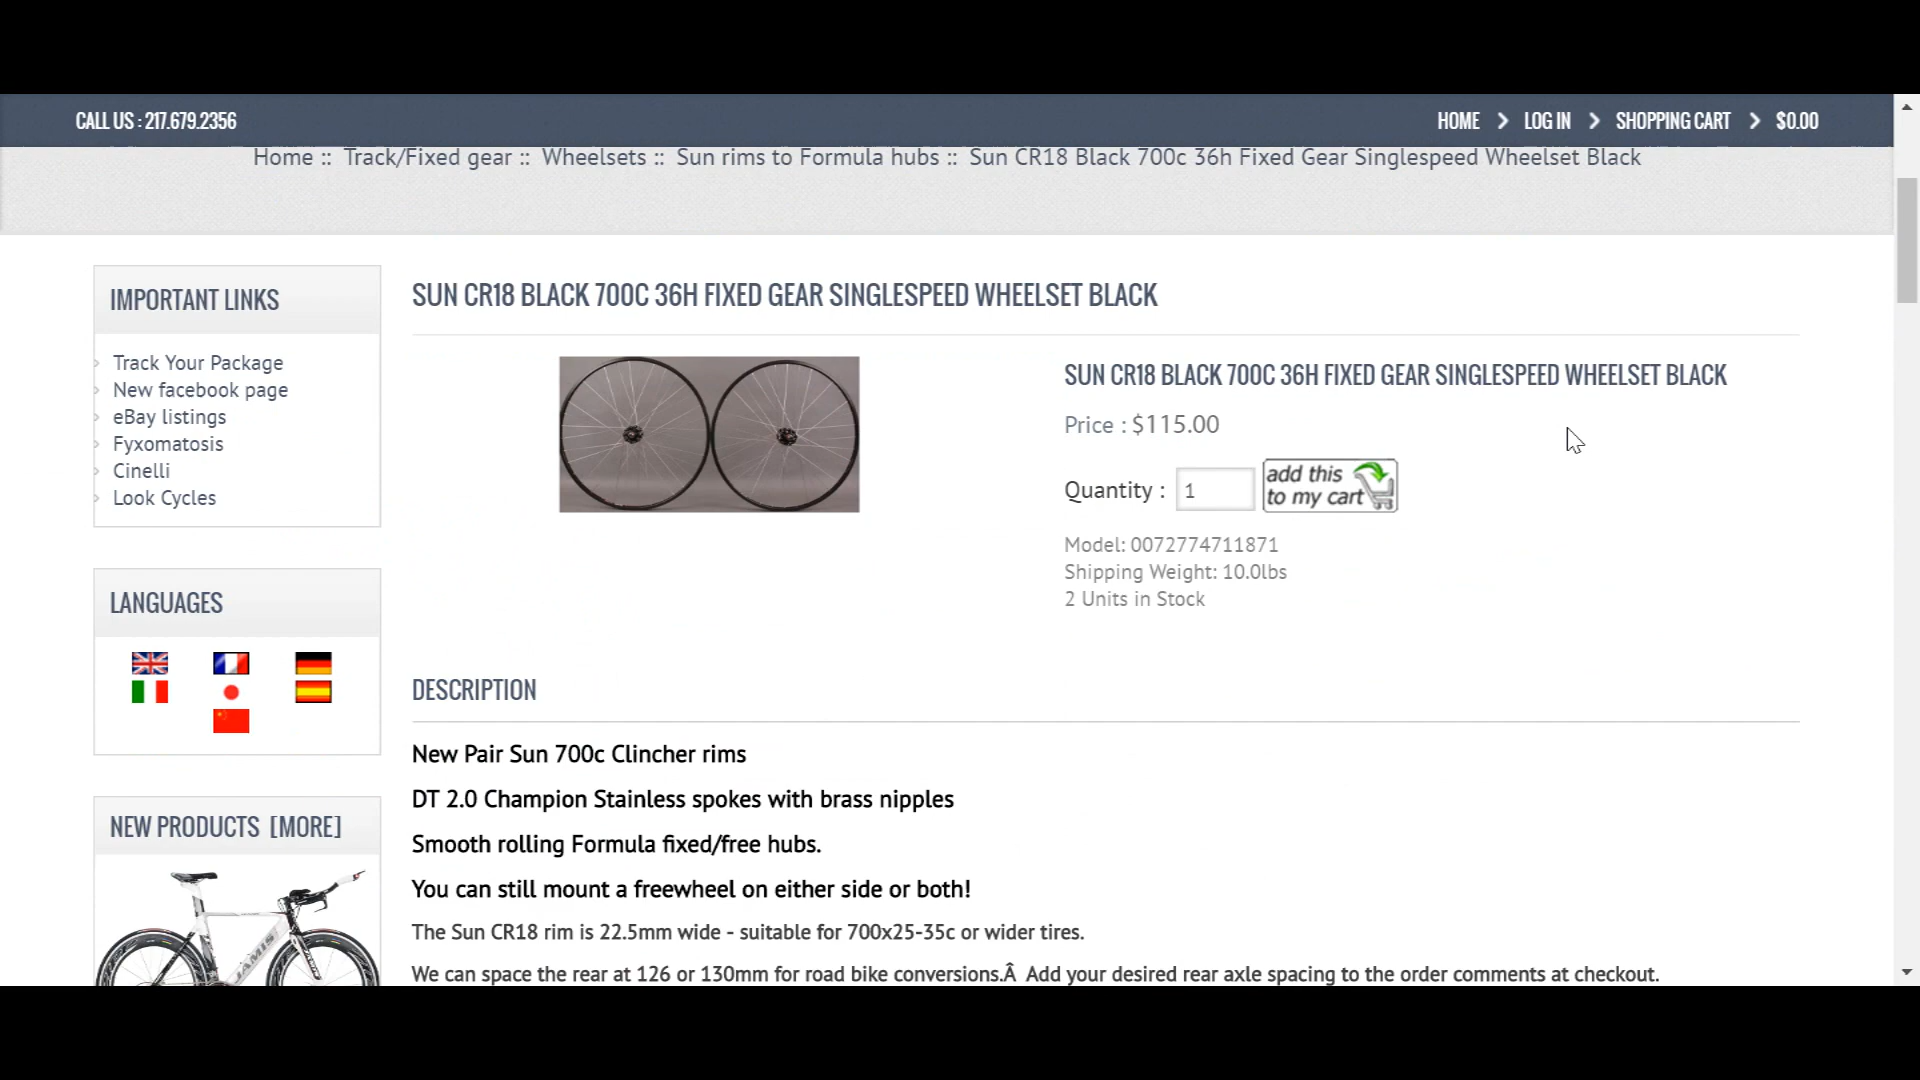 CALL US : 217.679.2356
HOME > LOG IN > SHOPPING CART > $0.00
Home :: Track/Fixed gear :: Wheelsets :: Sun rims to Formula hubs :: Sun CR18 Black 700c 36h Fixed Gear Singlespeed Wheelset Black
IMPORTANT LINKS
Track Your Package
New facebook page
eBay listings
Fyxomatosis
Cinelli
Look Cycles
LANGUAGES
NEW PRODUCTS [MORE]
JAMIS
SUN CR18 BLACK 700C 36H FIXED GEAR SINGLESPEED WHEELSET BLACK
SUN CR18 BLACK 700C 36H FIXED GEAR SINGLESPEED WHEELSET BLACK
Price : $115.00
Quantity : 1
add this
to my cart
Model: 0072774711871
Shipping Weight: 10.0lbs
2 Units in Stock
DESCRIPTION
New Pair Sun 700c Clincher rims
DT 2.0 Champion Stainless spokes with brass nipples
Smooth rolling Formula fixed/free hubs.
You can still mount a freewheel on either side or both!
The Sun CR18 rim is 22.5mm wide - suitable for 700x25-35c or wider tires.
We can space the rear at 126 or 130mm for road bike conversions.Â Add your desired rear axle spacing to the order comments at checkout.